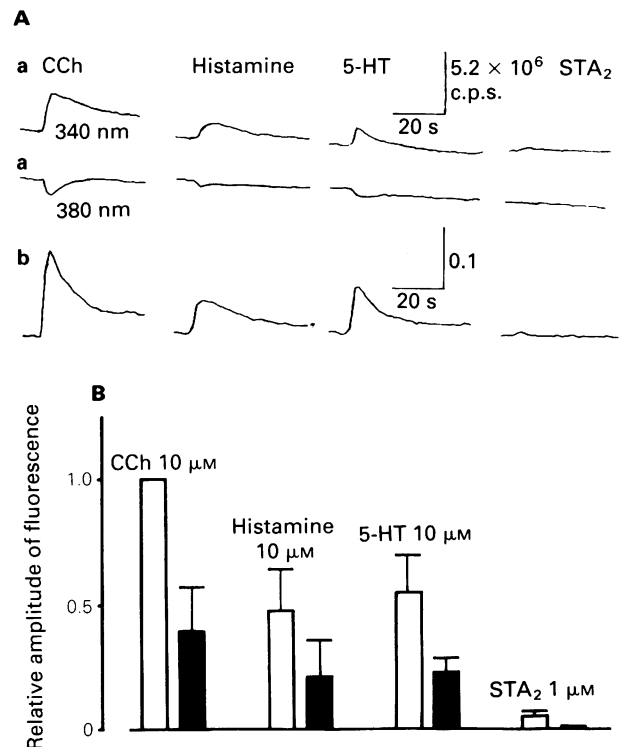 A
a CCh Histamine 5-HT 5.2 × 10⁶ STA₂
c.p.s.
340 nm 20 s
a
380 nm
b 0.1
20 s
B
Relative amplitude of fluorescence
CCh 10 μM
1.0
Histamine
10 μM
5-HT 10 μM
0.5
STA₂ 1 μM
0